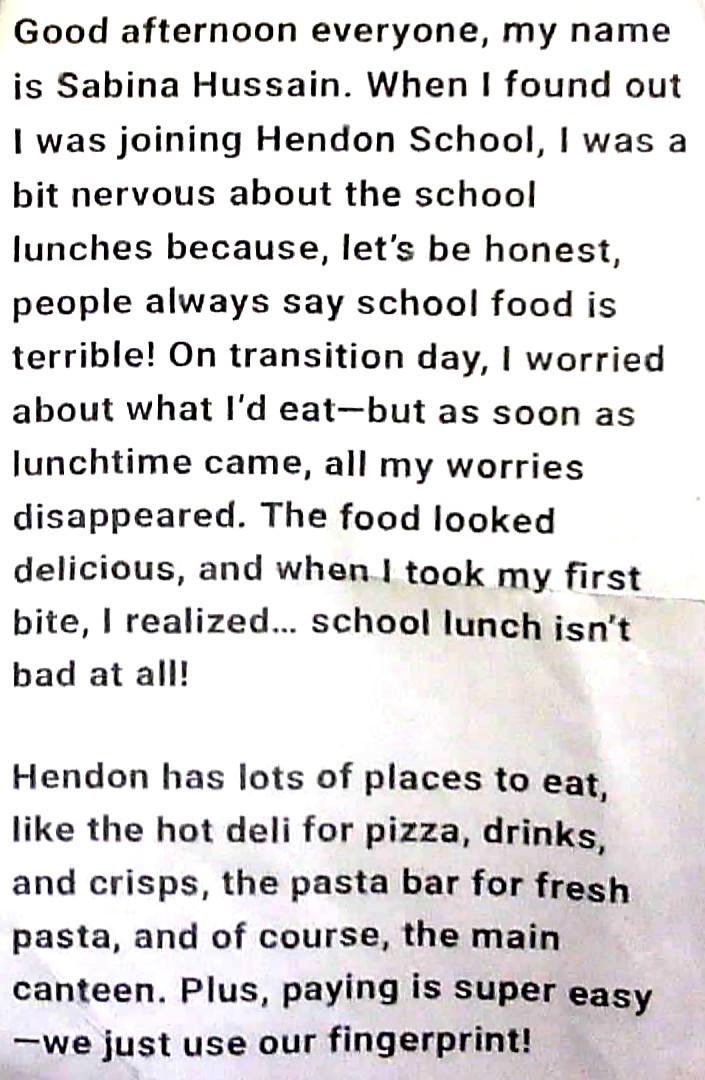 Good afternoon everyone, my name
is Sabina Hussain. When I found out
I was joining Hendon School, I was a
bit nervous about the school
lunches because, let's be honest,
people always say school food is
terrible! On transition day, I worried
about what I'd eat—but as soon as
lunchtime came, all my worries
disappeared. The food looked
delicious, and when I took my first
bite, I realized... school lunch isn't
bad at all!

Hendon has lots of places to eat,
like the hot deli for pizza, drinks,
and crisps, the pasta bar for fresh
pasta, and of course, the main
canteen. Plus, paying is super easy
—we just use our fingerprint!